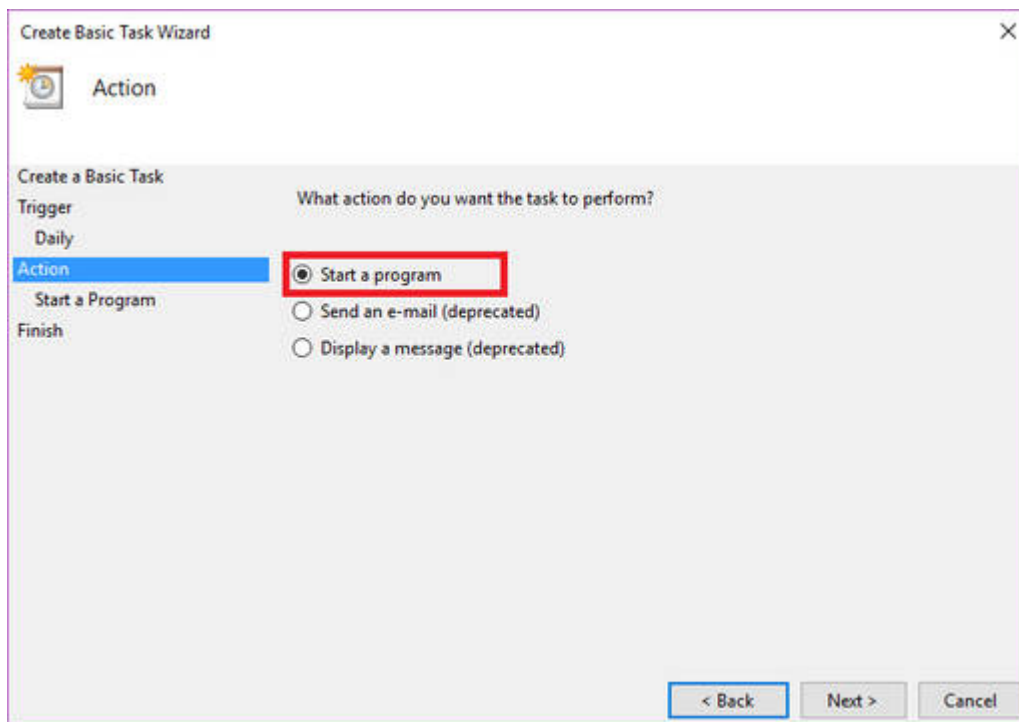 Create Basic Task Wizard
Action
Create a Basic Task
Trigger
Daily
Action
Start a Program
Finish
What action do you want the task to perform?
Start a program
Send an e-mail (deprecated)
Display a message (deprecated)
< Back
Next >
Cancel